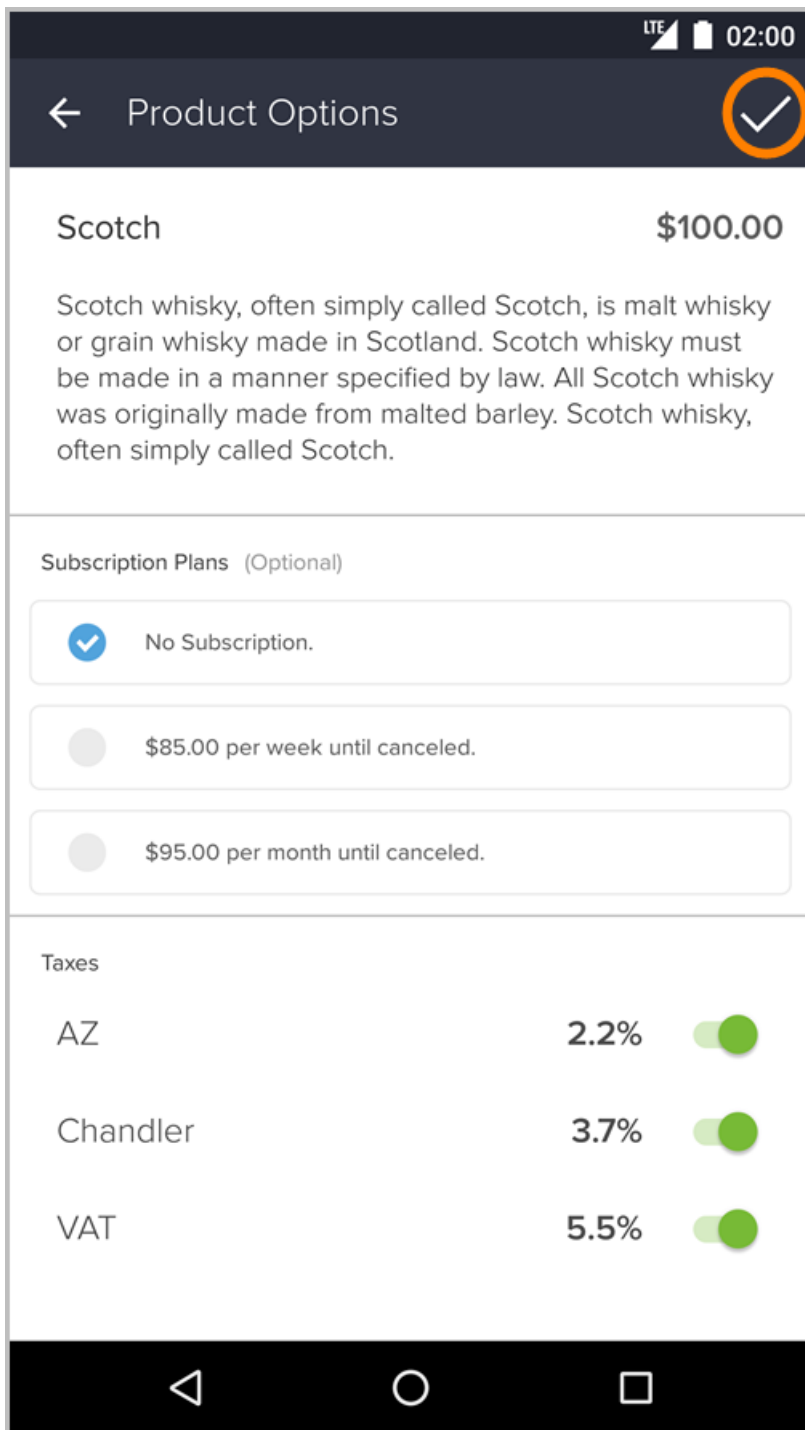 LTE 02:00
Product Options
Scotch $100.00
Scotch whisky, often simply called Scotch, is malt whisky
or grain whisky made in Scotland. Scotch whisky must
be made in a manner specified by law. All Scotch whisky
was originally made from malted barley. Scotch whisky,
often simply called Scotch.
Subscription Plans (Optional)
No Subscription.
$85.00 per week until canceled.
$95.00 per month until canceled.
Taxes
AZ 2.2%
Chandler 3.7%
VAT 5.5%